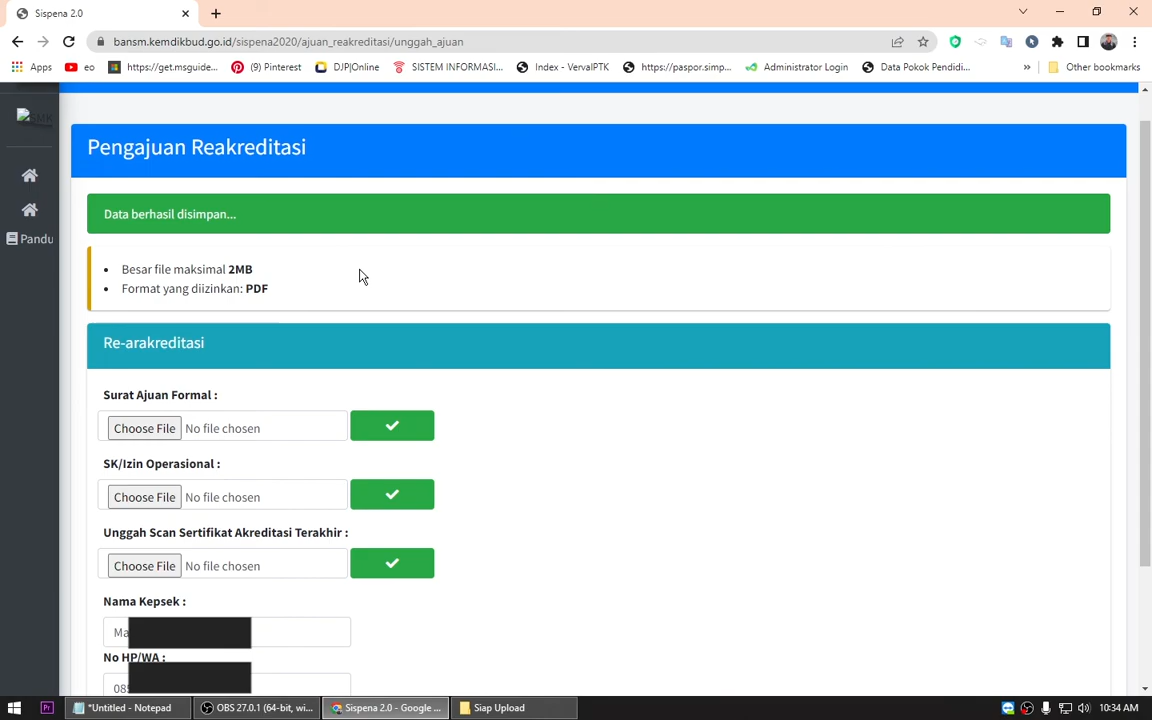 Sispena 2.0
bansm.kemdikbud.go.id/sispena2020/ajuan_reakreditasi/unggah_ajuan
Apps eo https://get.msguide... (9) Pinterest DJP|Online SISTEM INFORMASI... Index - VervalPTK https://paspor.simp... Administrator Login Data Pokok Pendidi... » Other bookmarks
Pengajuan Reakreditasi
Data berhasil disimpan...
Pandu
• Besar file maksimal 2MB
• Format yang diizinkan: PDF
Re-arakreditasi
Surat Ajuan Formal :
Choose File No file chosen
SK/Izin Operasional :
Choose File No file chosen
Unggah Scan Sertifikat Akreditasi Terakhir :
Choose File No file chosen
Nama Kepsek :
Ma
No HP/WA :
*Untitled - Notepad OBS 27.0.1 (64-bit, wi... Sispena 2.0 - Google ... Siap Upload 10:34 AM